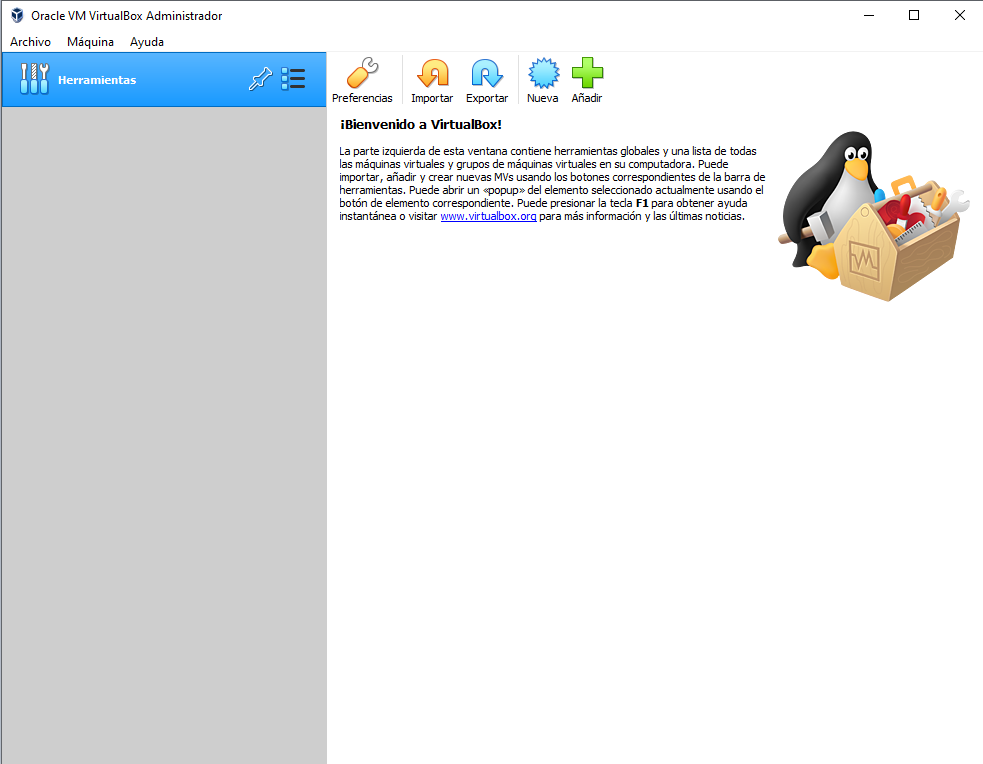 Oracle VM VirtualBox Administrador
Archivo Máquina Ayuda
Herramientas
Preferencias Importar Exportar Nueva Añadir
¡Bienvenido a VirtualBox!
La parte izquierda de esta ventana contiene herramientas globales y una lista de todas
las máquinas virtuales y grupos de máquinas virtuales en su computadora. Puede
importar, añadir y crear nuevas MVs usando los botones correspondientes de la barra de
herramientas. Puede abrir un «popup» del elemento seleccionado actualmente usando el
botón de elemento correspondiente. Puede presionar la tecla F1 para obtener ayuda
instantánea o visitar www.virtualbox.org para más información y las últimas noticias.